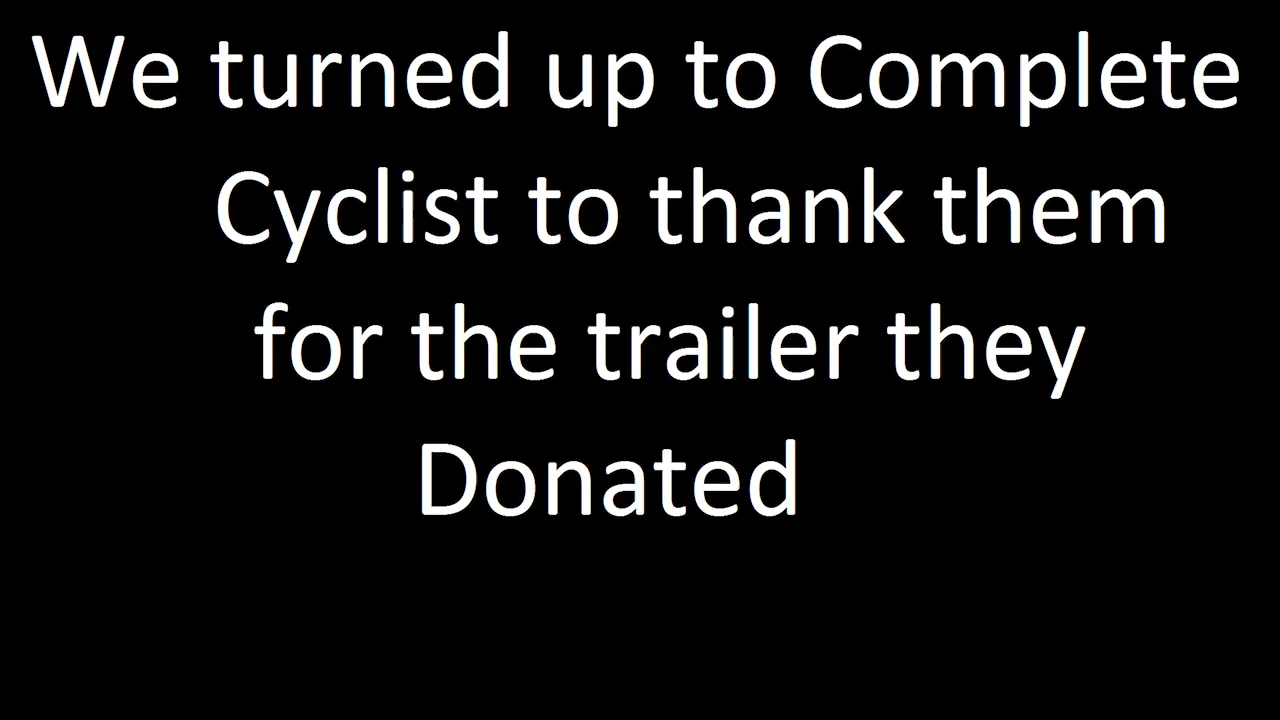 We turned up to Complete
Cyclist to thank them
for the trailer they
Donated